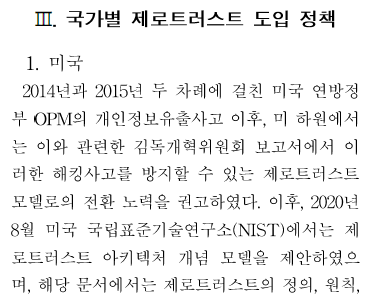 Ⅲ. 국가별 제로트러스트 도입 정책
1. 미국
2014년과 2015년 두 차례에 걸친 미국 연방정
부 OPM의 개인정보유출사고 이후, 미 하원에서
는 이와 관련한 김독개혁위원회 보고서에서 이
러한 해킹사고를 방지할 수 있는 제로트러스트
모델로의 전환 노력을 권고하였다. 이후, 2020년
8월 미국 국립표준기술연구소(NIST)에서는 제
로트러스트 아키텍처 개념 모델을 제안하였으
며, 해당 문서에서는 제로트러스트의 정의, 원칙,